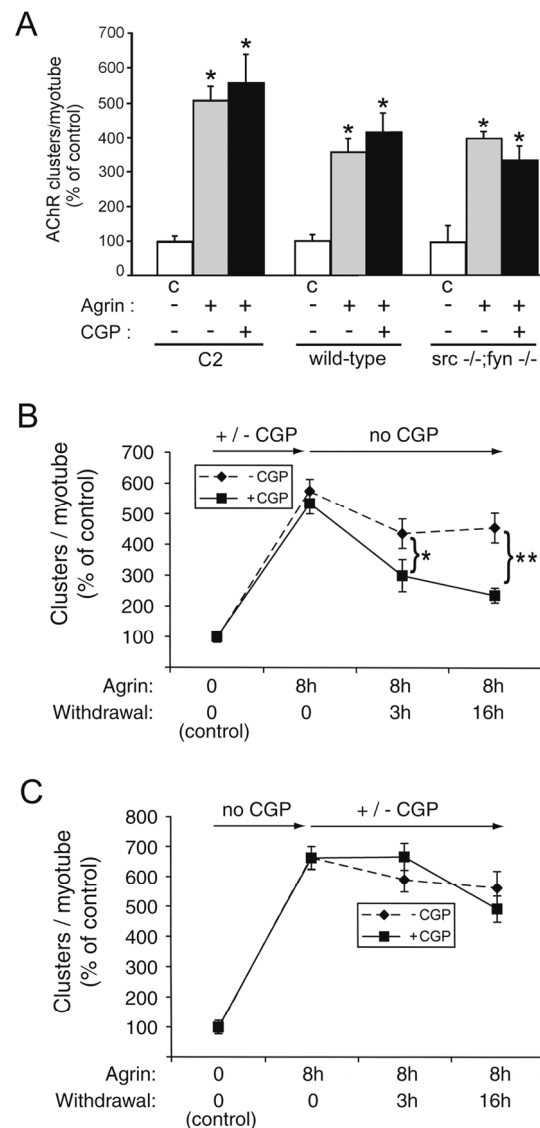 A
AChR clusters/myotube
(% of control)
700
600
500
400
300
200
100
0
* * * * * *
c c c
Agrin : - + + - + + - + +
CGP : - - + - - + - - +
C2 wild-type src -/-;fyn -/-
B
+ / - CGP no CGP
Clusters / myotube
(% of control)
700
600
500
400
300
200
100
- CGP
+CGP
* **
Agrin: 0 8h 8h 8h
Withdrawal: 0 0 3h 16h
(control)
C
no CGP + / - CGP
Clusters / myotube
(% of control)
800
700
600
500
400
300
200
100
- CGP
+CGP
Agrin: 0 8h 8h 8h
Withdrawal: 0 0 3h 16h
(control)